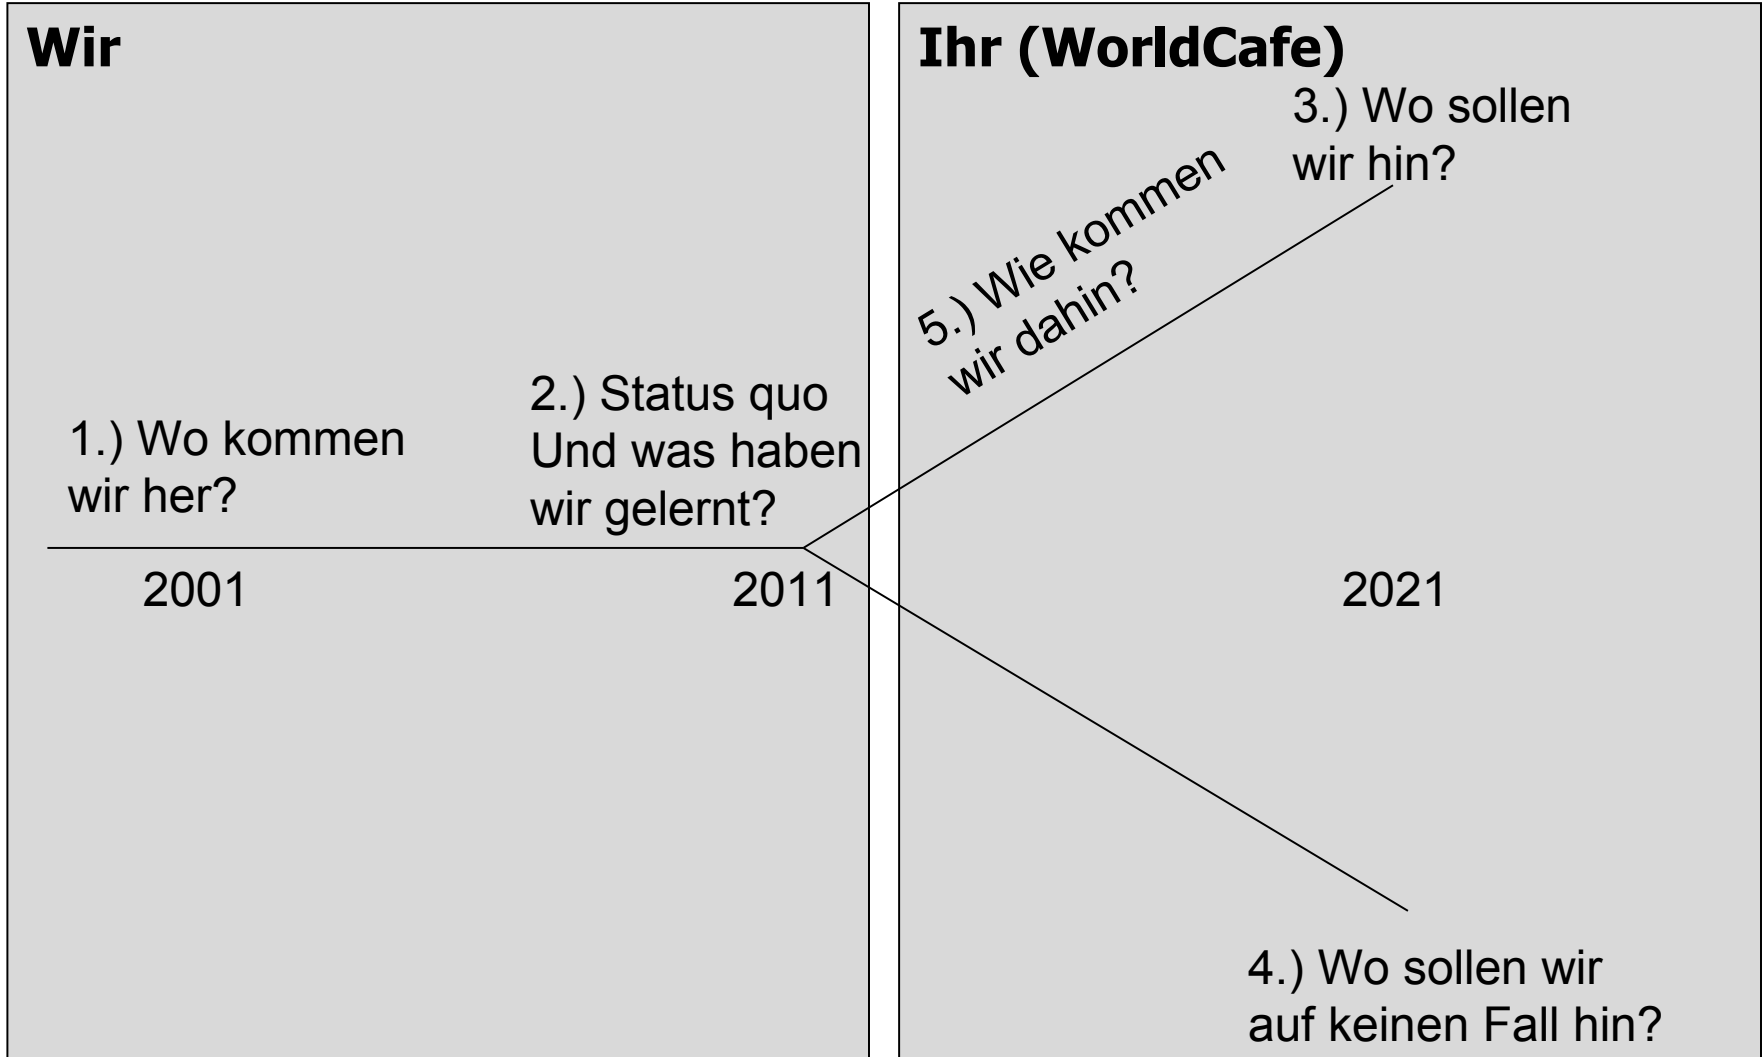 Wir
1.) Wo kommen
wir her?
2.) Status quo
Und was haben
wir gelernt?
2001
2011
Ihr (WorldCafe)
3.) Wo sollen
wir hin?
5.) Wie kommen
wir dahin?
2021
4.) Wo sollen wir
auf keinen Fall hin?